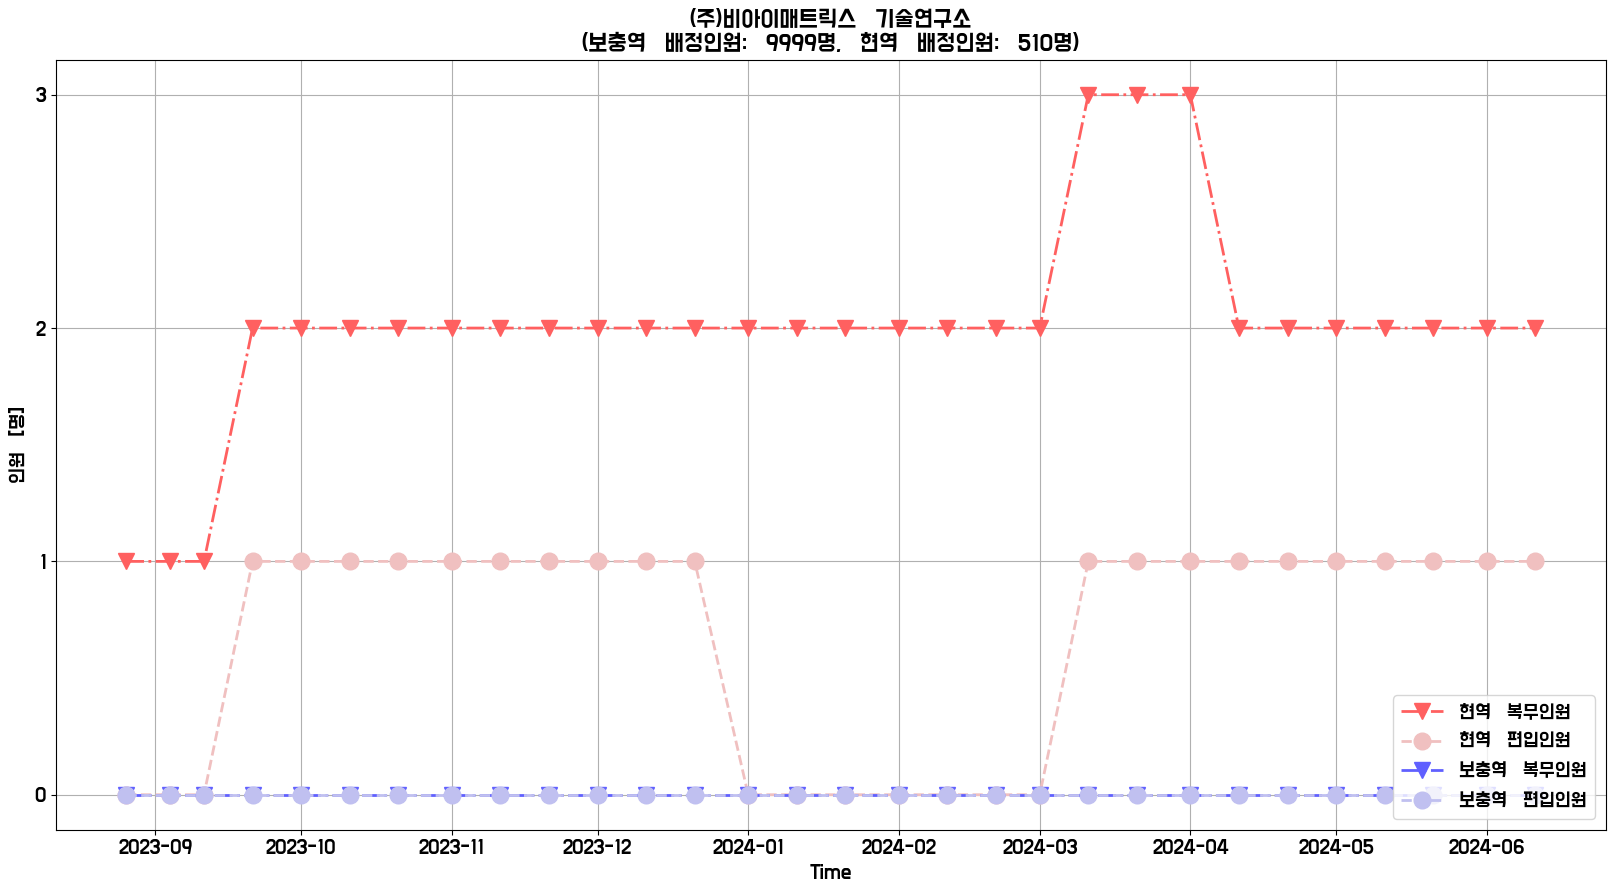 (주)비아이매트릭스 기술연구소
(보충역 배정인원: 9999명, 현역 배정인원: 510명)
3
2
1
0
인원 [명]
현역 복무인원
현역 편입인원
보충역 복무인원
보충역 편입인원
2023-09 2023-10 2023-11 2023-12 2024-01 2024-02 2024-03 2024-04 2024-05 2024-06
Time